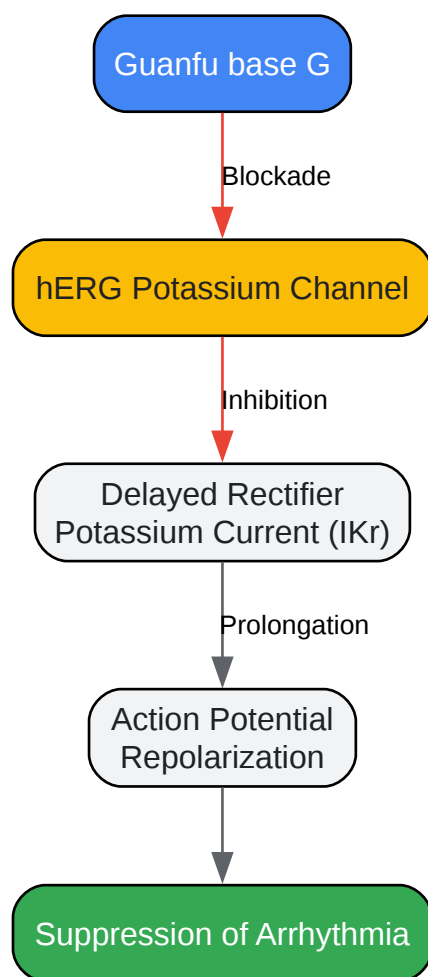 Guanfu base G
Blockade
hERG Potassium Channel
Inhibition
Delayed Rectifier
Potassium Current (IKr)
Prolongation
Action Potential
Repolarization
Suppression of Arrhythmia